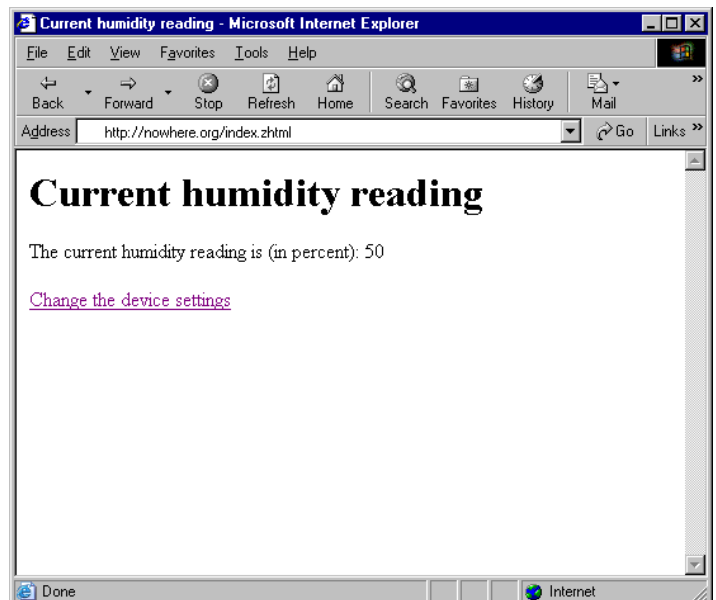 Current humidity reading - Microsoft Internet Explorer
File Edit View Favorites Tools Help
Back Forward Stop Refresh Home Search Favorites History Mail »
Address http://nowhere.org/index.zhtml Go Links »
Current humidity reading
The current humidity reading is (in percent): 50
Change the device settings
Done Internet